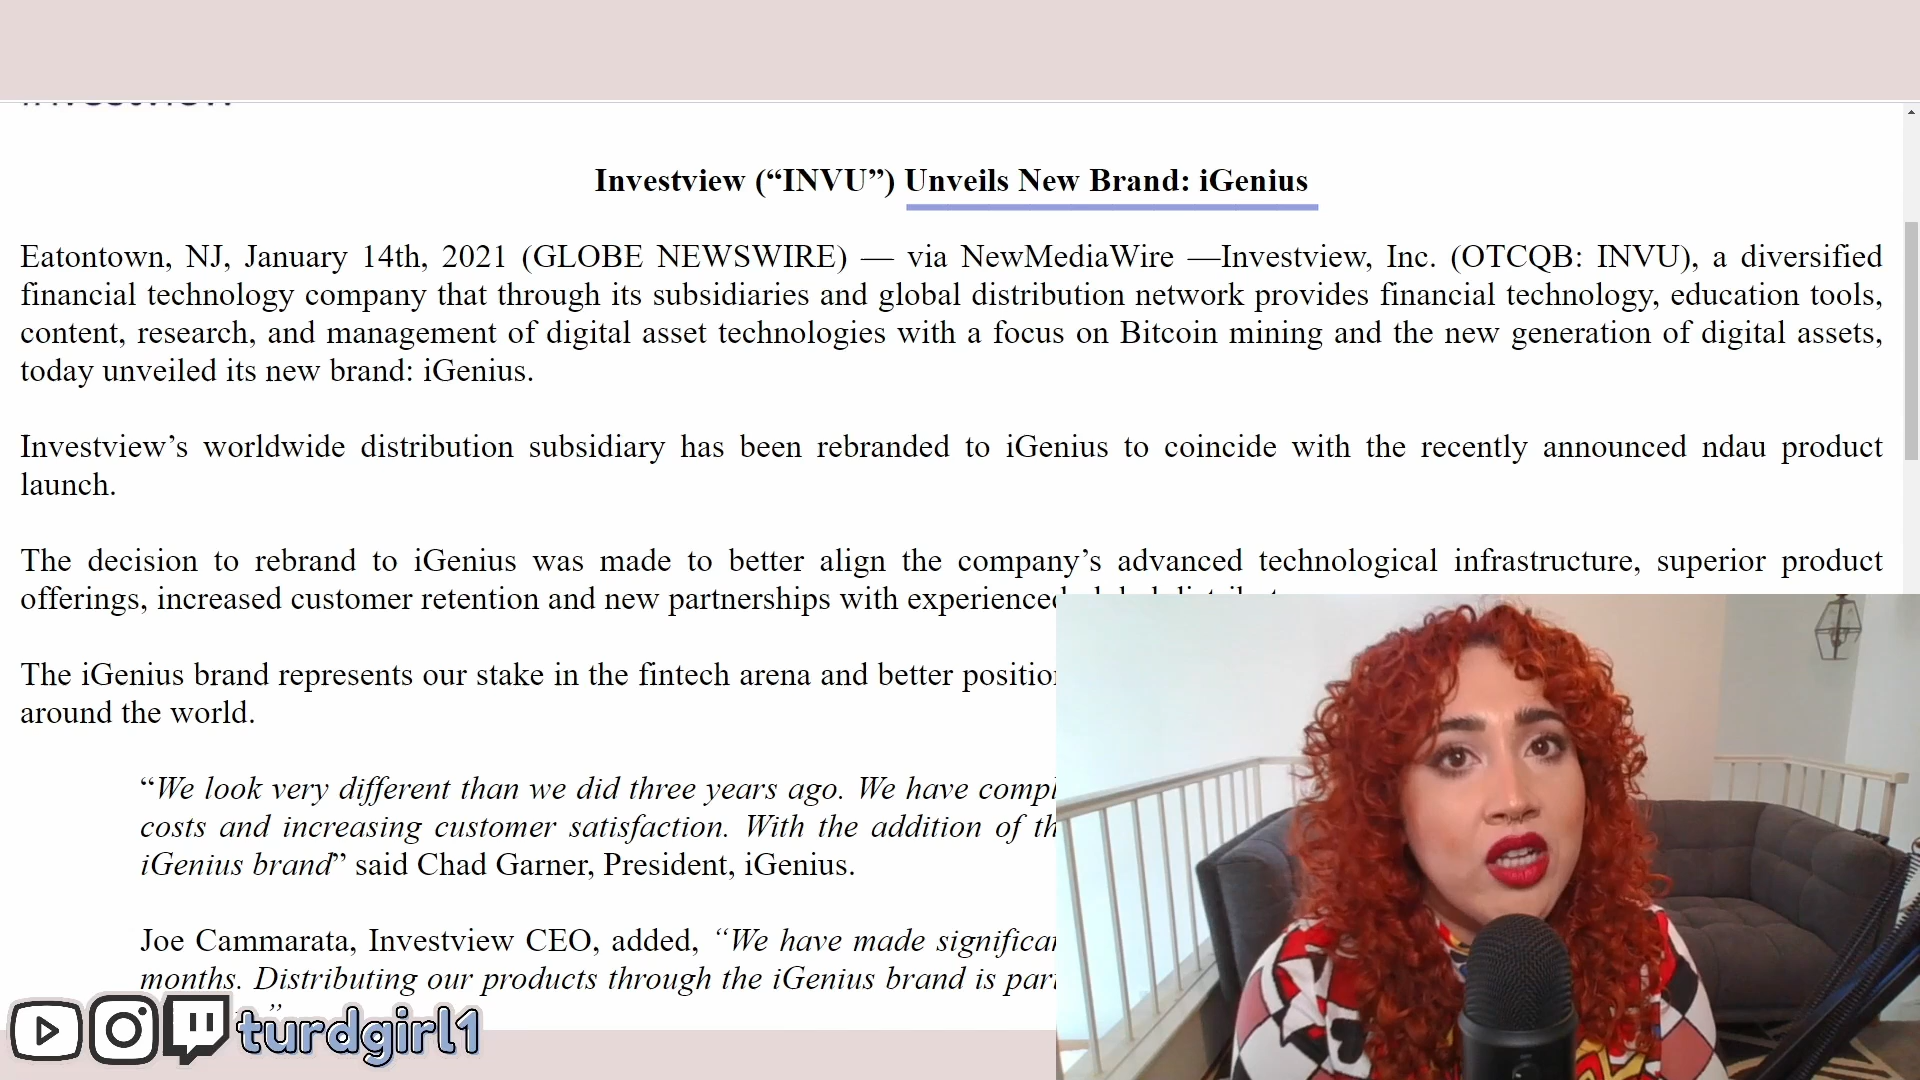 Investview (“INVU”) Unveils New Brand: iGenius
Eatontown, NJ, January 14th, 2021 (GLOBE NEWSWIRE) — via NewMediaWire —Investview, Inc. (OTCQB: INVU), a diversified
financial technology company that through its subsidiaries and global distribution network provides financial technology, education tools,
content, research, and management of digital asset technologies with a focus on Bitcoin mining and the new generation of digital assets,
today unveiled its new brand: iGenius.
Investview’s worldwide distribution subsidiary has been rebranded to iGenius to coincide with the recently announced ndau product
launch.
The decision to rebrand to iGenius was made to better align the company’s advanced technological infrastructure, superior product
offerings, increased customer retention and new partnerships with experienced
The iGenius brand represents our stake in the fintech arena and better
around the world.
“We look very different than we did three years ago. We have
costs and increasing customer satisfaction. With the addition of
iGenius brand” said Chad Garner, President, iGenius.
Joe Cammarata, Investview CEO, added, “We have made
months. Distributing our products through the iGenius brand is
turdgirl1